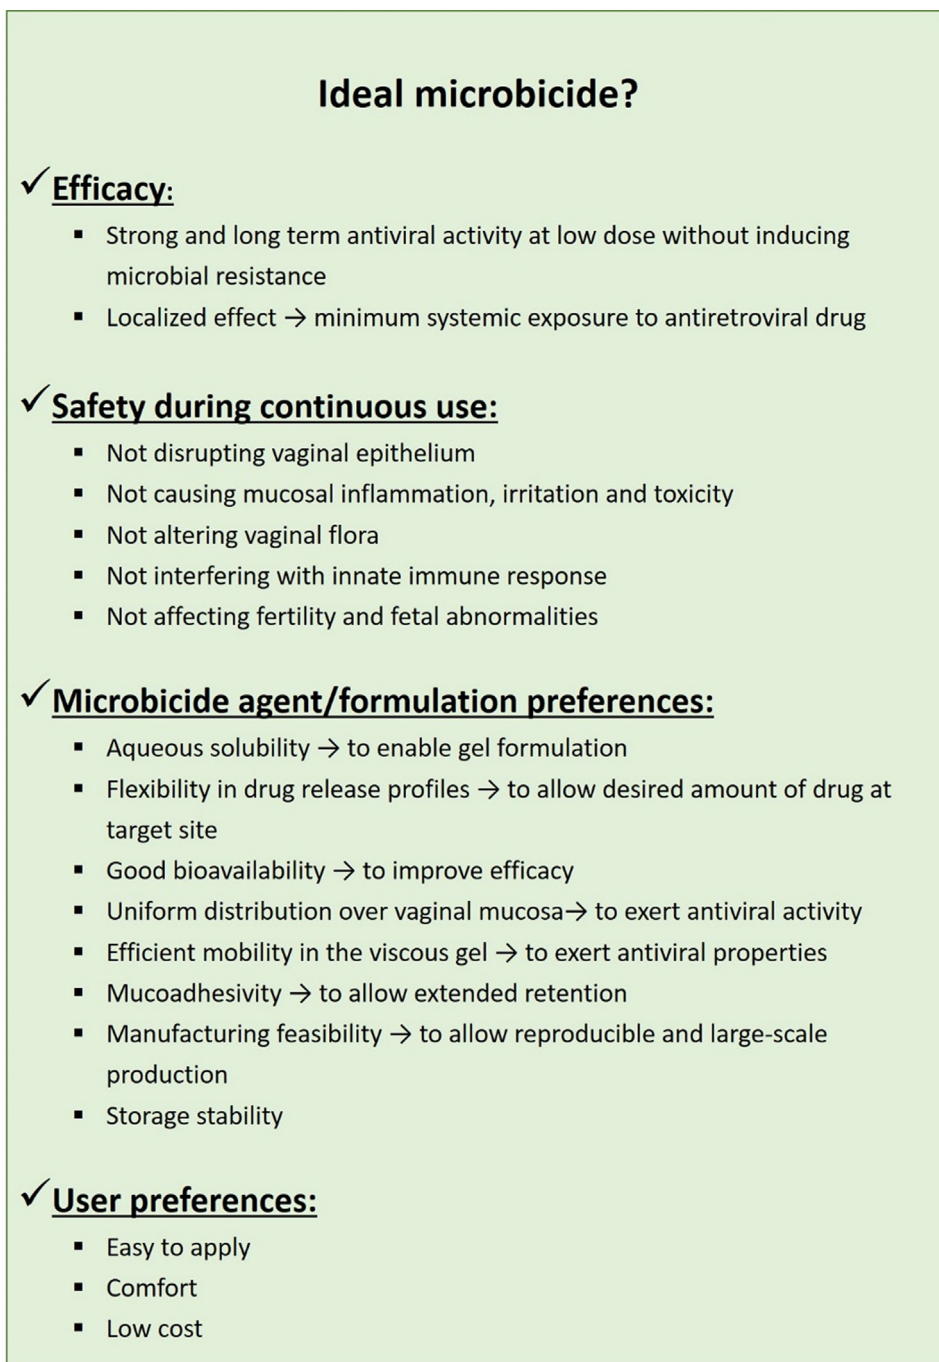 Ideal microbicide?
✓Efficacy:
▪ Strong and long term antiviral activity at low dose without inducing
microbial resistance
▪ Localized effect → minimum systemic exposure to antiretroviral drug
✓Safety during continuous use:
▪ Not disrupting vaginal epithelium
▪ Not causing mucosal inflammation, irritation and toxicity
▪ Not altering vaginal flora
▪ Not interfering with innate immune response
▪ Not affecting fertility and fetal abnormalities
✓Microbicide agent/formulation preferences:
▪ Aqueous solubility → to enable gel formulation
▪ Flexibility in drug release profiles → to allow desired amount of drug at
target site
▪ Good bioavailability → to improve efficacy
▪ Uniform distribution over vaginal mucosa→ to exert antiviral activity
▪ Efficient mobility in the viscous gel → to exert antiviral properties
▪ Mucoadhesivity → to allow extended retention
▪ Manufacturing feasibility → to allow reproducible and large-scale
production
▪ Storage stability
✓User preferences:
▪ Easy to apply
▪ Comfort
▪ Low cost